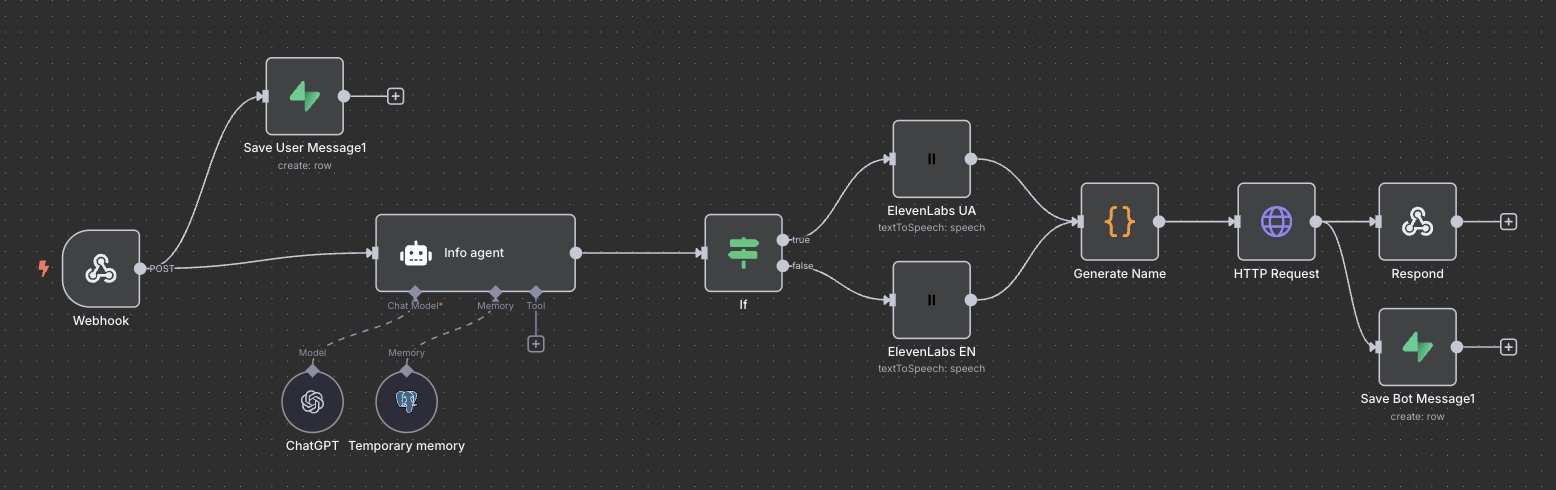 Save User Message1
create: row
POST
Webhook
Info agent
Chat Model*
Memory
Tool
Model
Memory
ChatGPT
Temporary memory
If
true
false
ElevenLabs UA
textToSpeech: speech
ElevenLabs EN
textToSpeech: speech
Generate Name
HTTP Request
Respond
Save Bot Message1
create: row